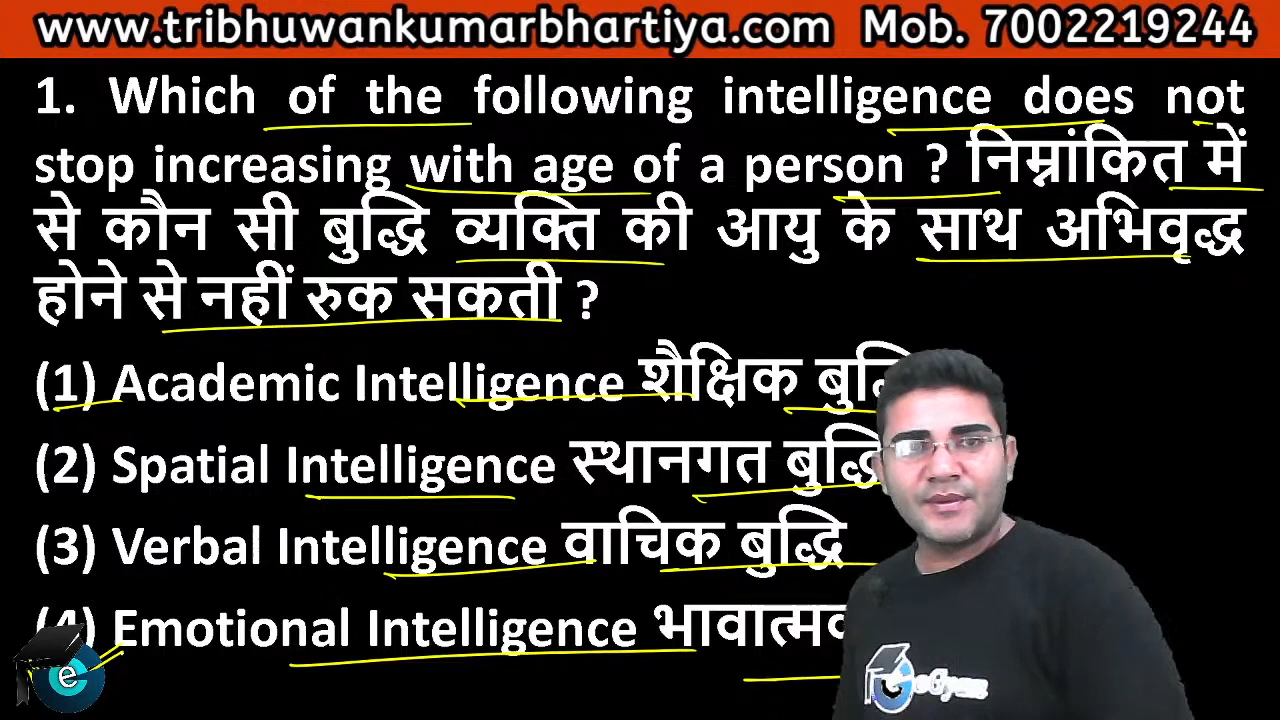 www.tribhuwankumarbhartiya.com Mob. 7002219244
1. Which of the following intelligence does not
stop increasing with age of a person ? निम्नांकित में
से कौन सी बुद्धि व्यक्ति की आयु के साथ अभिवृद्ध
होने से नहीं रुक सकती ?
(1) Academic Intelligence शैक्षिक
(2) Spatial Intelligence स्थानगत बुद्धि
(3) Verbal Intelligence वाचिक बुद्धि
(4) Emotional Intelligence
e
eGyan